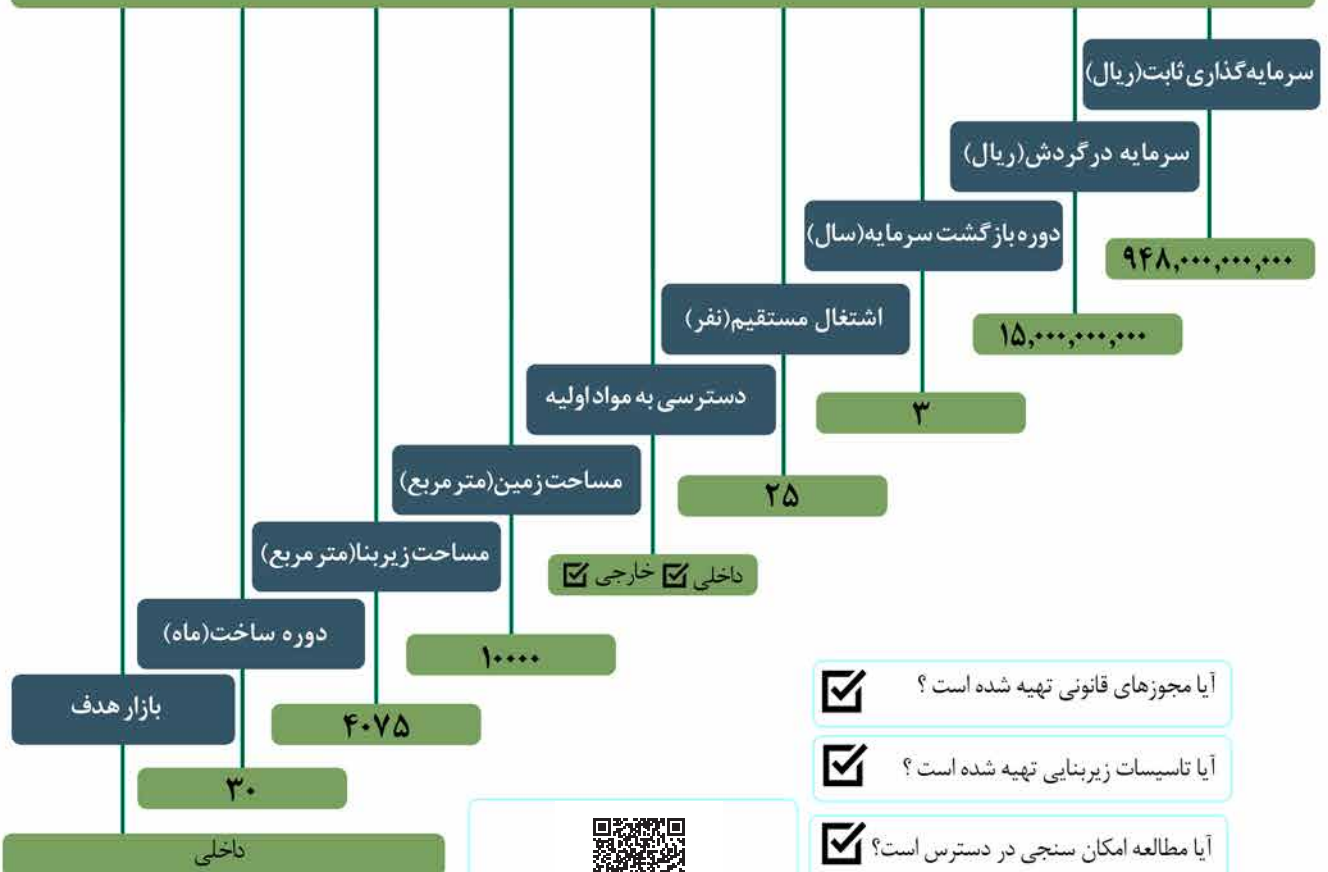 سرمایه‌گذاری ثابت(ریال)
۹۴۸,۰۰۰,۰۰۰,۰۰۰
سرمایه در گردش(ریال)
۱۵,۰۰۰,۰۰۰,۰۰۰
دوره بازگشت سرمایه(سال)
۳
اشتغال مستقیم(نفر)
۲۵
دسترسی به مواد اولیه
داخلی ☑ خارجی ☑
مساحت زمین(متر مربع)
۱۰۰۰۰
مساحت زیربنا(متر مربع)
۴۰۷۵
دوره ساخت(ماه)
۳۰
بازار هدف
داخلی
آیا مجوزهای قانونی تهیه شده است ؟ ☑
آیا تاسیسات زیربنایی تهیه شده است ؟ ☑
آیا مطالعه امکان سنجی در دسترس است؟ ☑